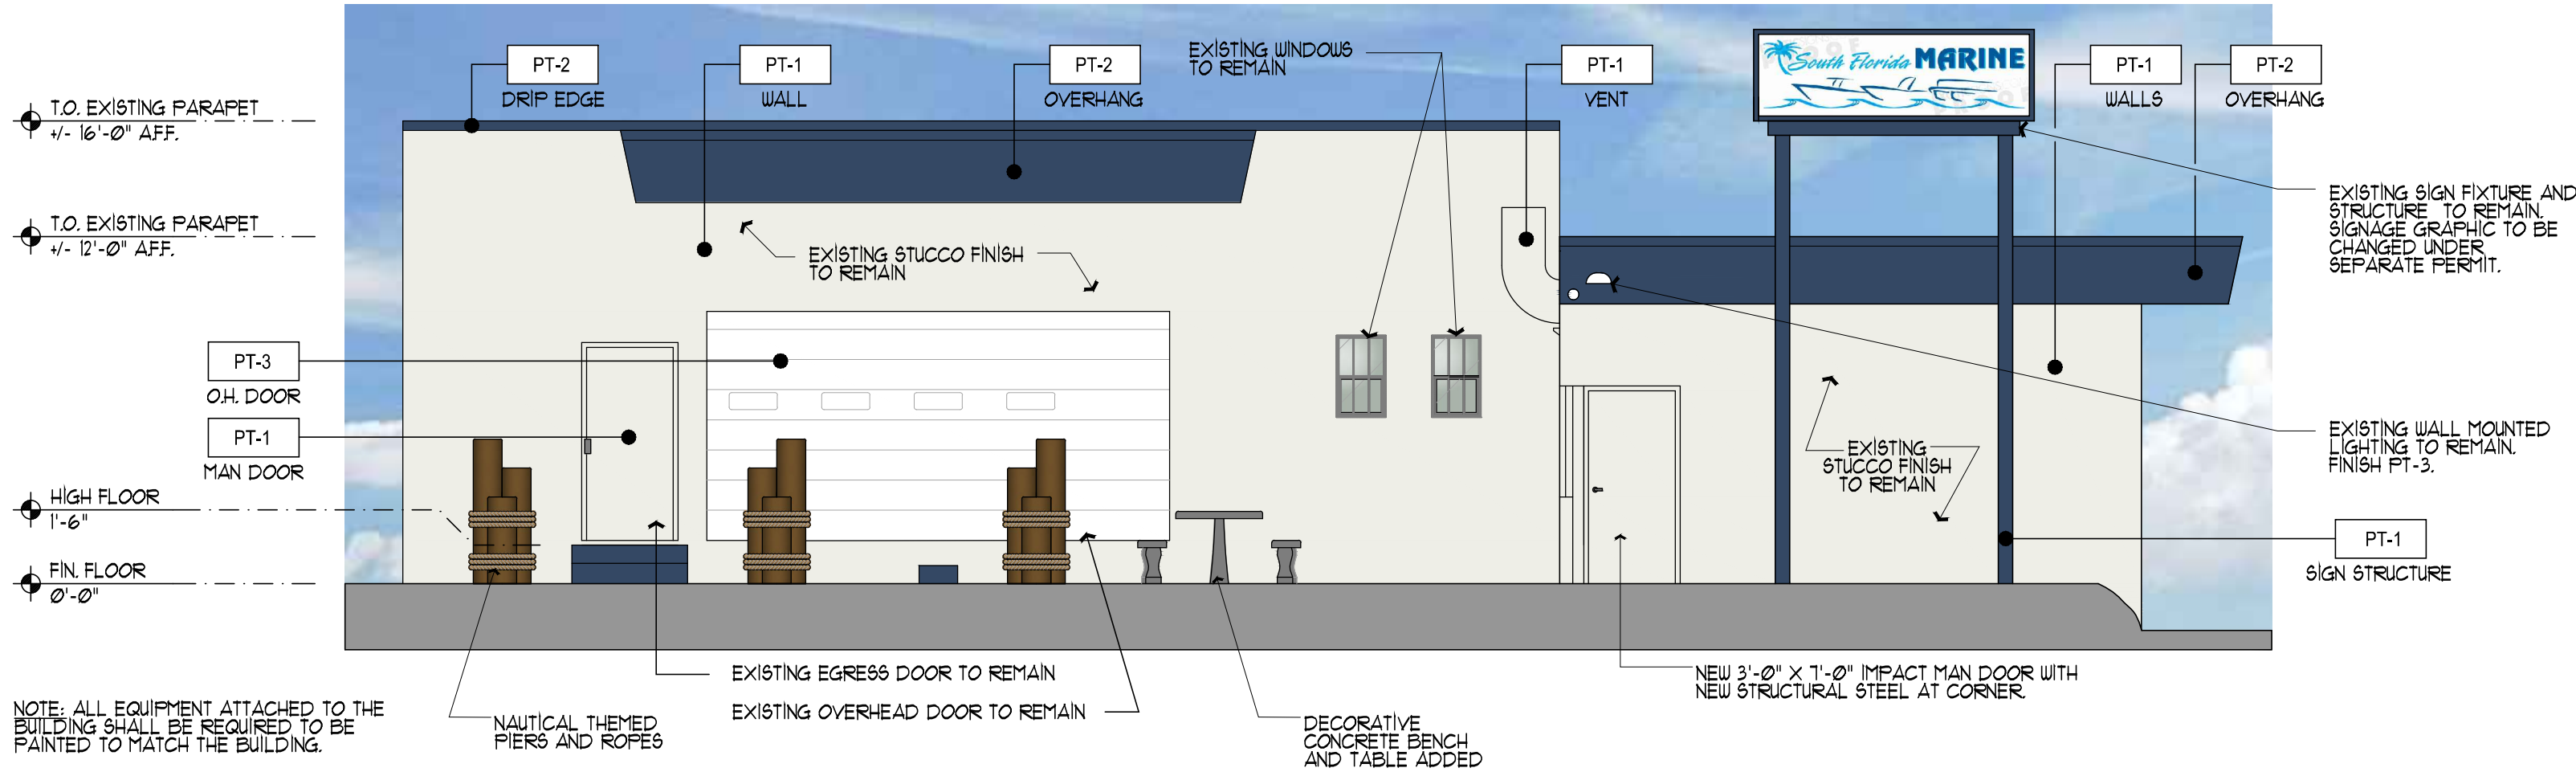 PT-2
DRIP EDGE
PT-1
WALL
PT-2
OVERHANG
EXISTING WINDOWS
TO REMAIN
PT-1
VENT
South Florida MARINE
PT-1
WALLS
PT-2
OVERHANG
T.O. EXISTING PARAPET
+/- 16'-0" A.F.F.
T.O. EXISTING PARAPET
+/- 12'-0" A.F.F.
EXISTING STUCCO FINISH
TO REMAIN
EXISTING SIGN FIXTURE AND
STRUCTURE TO REMAIN.
SIGNAGE GRAPHIC TO BE
CHANGED UNDER
SEPARATE PERMIT.
PT-3
O.H. DOOR
PT-1
MAN DOOR
EXISTING
STUCCO FINISH
TO REMAIN
EXISTING WALL MOUNTED
LIGHTING TO REMAIN.
FINISH PT-3.
HIGH FLOOR
1'-6"
FIN. FLOOR
0'-0"
PT-1
SIGN STRUCTURE
EXISTING EGRESS DOOR TO REMAIN
EXISTING OVERHEAD DOOR TO REMAIN
NEW 3'-0" X 7'-0" IMPACT MAN DOOR WITH
NEW STRUCTURAL STEEL AT CORNER.
NOTE: ALL EQUIPMENT ATTACHED TO THE
BUILDING SHALL BE REQUIRED TO BE
PAINTED TO MATCH THE BUILDING.
NAUTICAL THEMED
PIERS AND ROPES
DECORATIVE
CONCRETE BENCH
AND TABLE ADDED